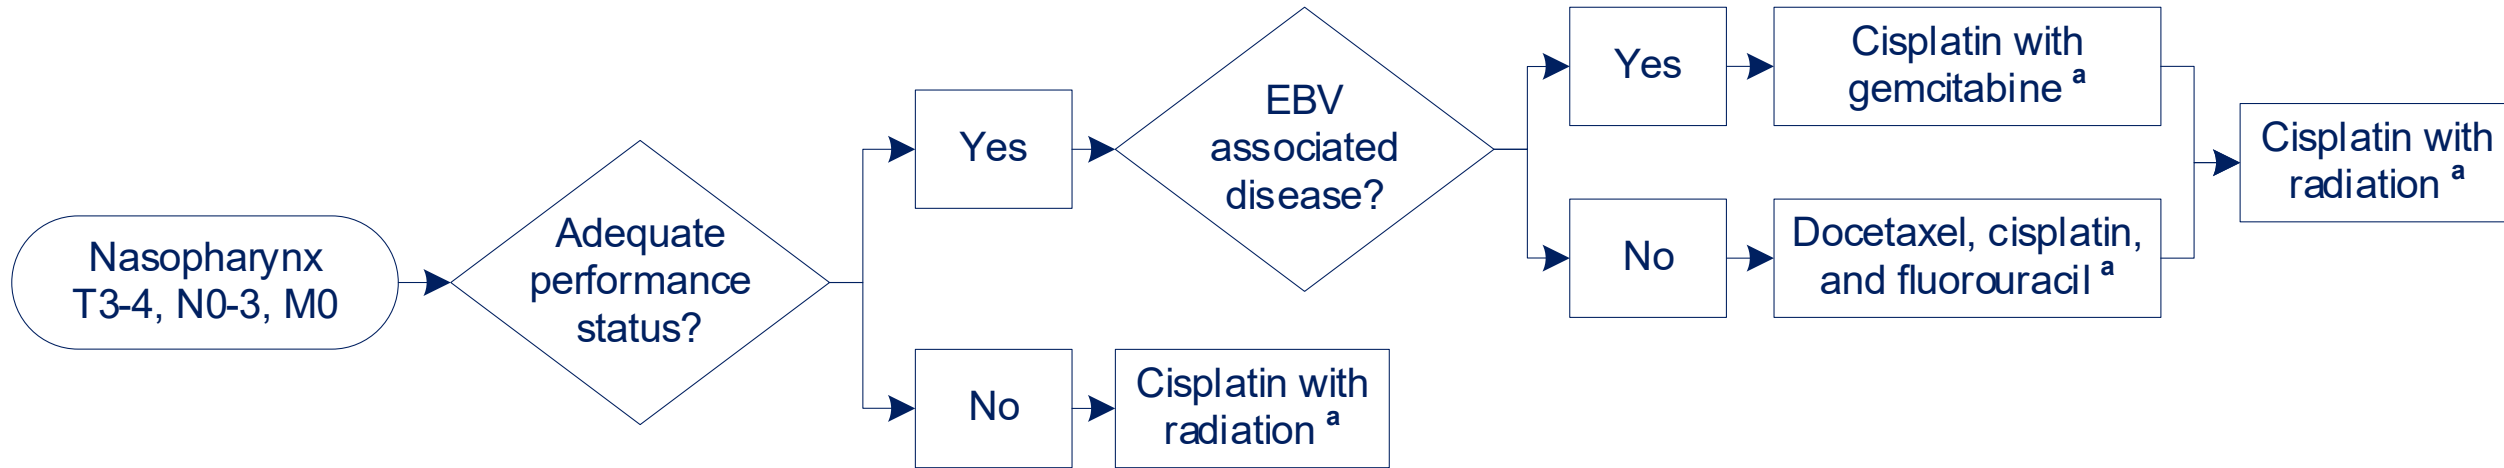 Nasopharynx
T3-4, N0-3, M0
Adequate
performance
status?
Yes
EBV
associated
disease?
Yes
Cisplatin with
gemcitabine a
No
Docetaxel, cisplatin,
and fluorouracil a
Cisplatin with
radiation a
No
Cisplatin with
radiation a